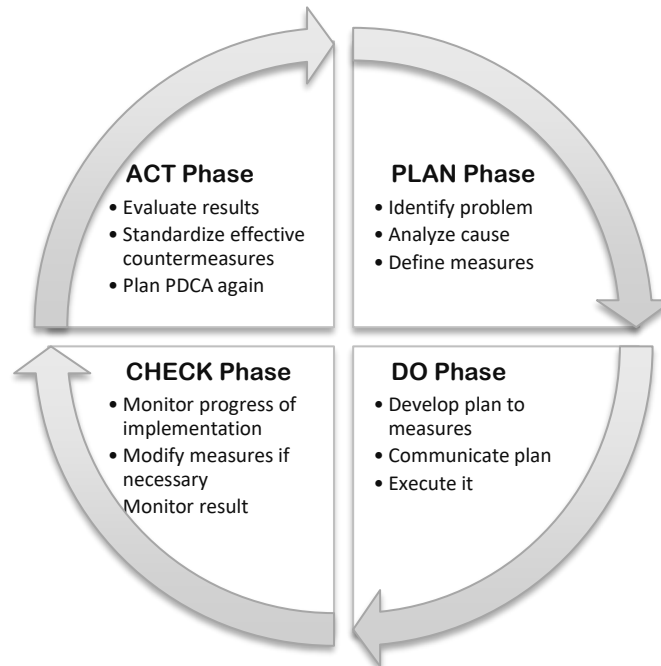 ACT Phase
• Evaluate results
• Standardize effective
countermeasures
• Plan PDCA again
PLAN Phase
• Identify problem
• Analyze cause
• Define measures
CHECK Phase
• Monitor progress of
implementation
• Modify measures if
necessary
Monitor result
DO Phase
• Develop plan to
measures
• Communicate plan
• Execute it